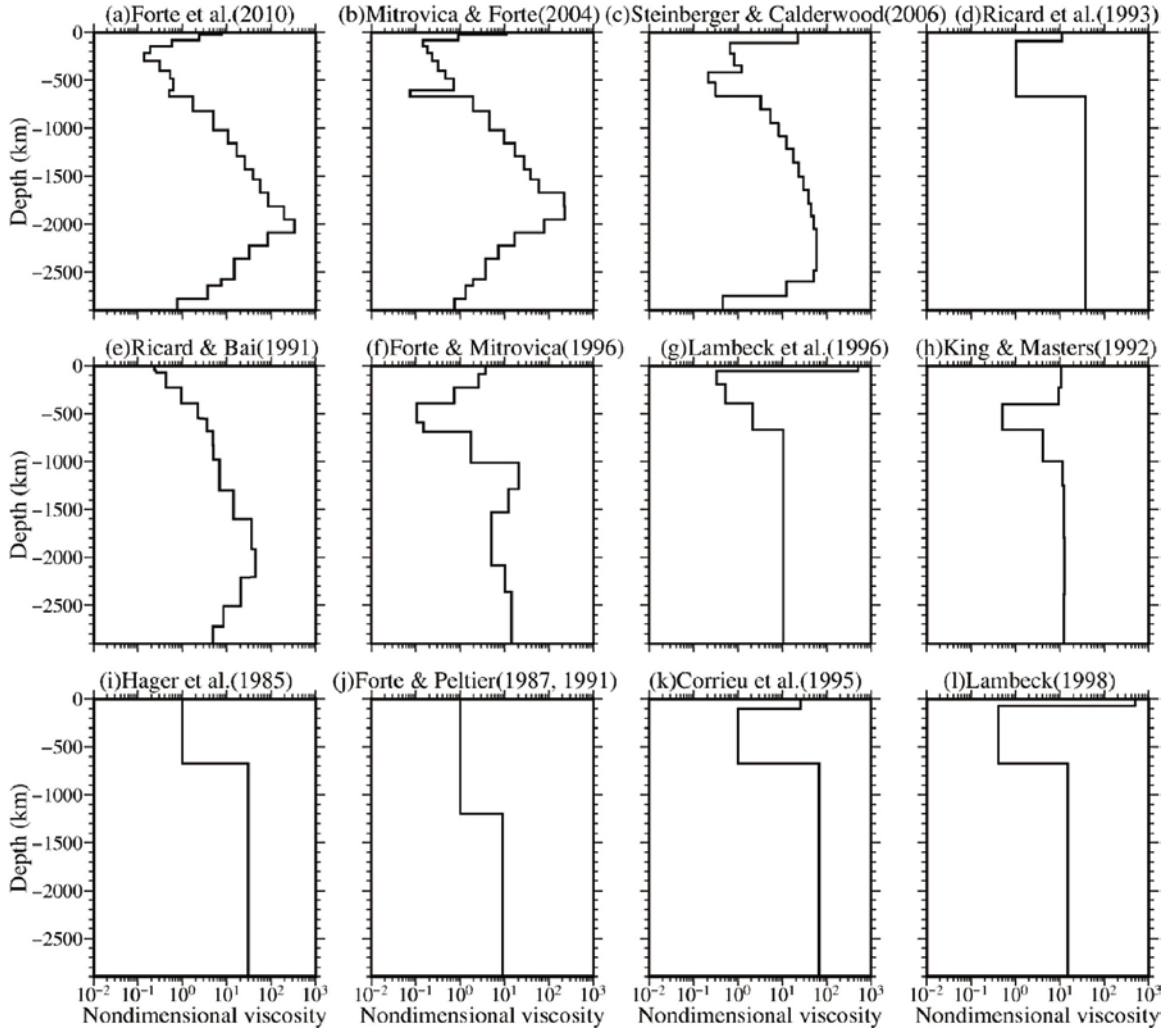 (a)Forte et al.(2010) (b)Mitrovica & Forte(2004) (c)Steinberger & Calderwood(2006) (d)Ricard et al.(1993)
0
−500
−1000
−1500
−2000
−2500
Depth (km)
(e)Ricard & Bai(1991) (f)Forte & Mitrovica(1996) (g)Lambeck et al.(1996) (h)King & Masters(1992)
0
−500
−1000
−1500
−2000
−2500
Depth (km)
(i)Hager et al.(1985) (j)Forte & Peltier(1987, 1991) (k)Corrieu et al.(1995) (l)Lambeck(1998)
0
−500
−1000
−1500
−2000
−2500
Depth (km)
10⁻² 10⁻¹ 10⁰ 10¹ 10² 10³ 10⁻² 10⁻¹ 10⁰ 10¹ 10² 10³ 10⁻² 10⁻¹ 10⁰ 10¹ 10² 10³ 10⁻² 10⁻¹ 10⁰ 10¹ 10² 10³
Nondimensional viscosity Nondimensional viscosity Nondimensional viscosity Nondimensional viscosity